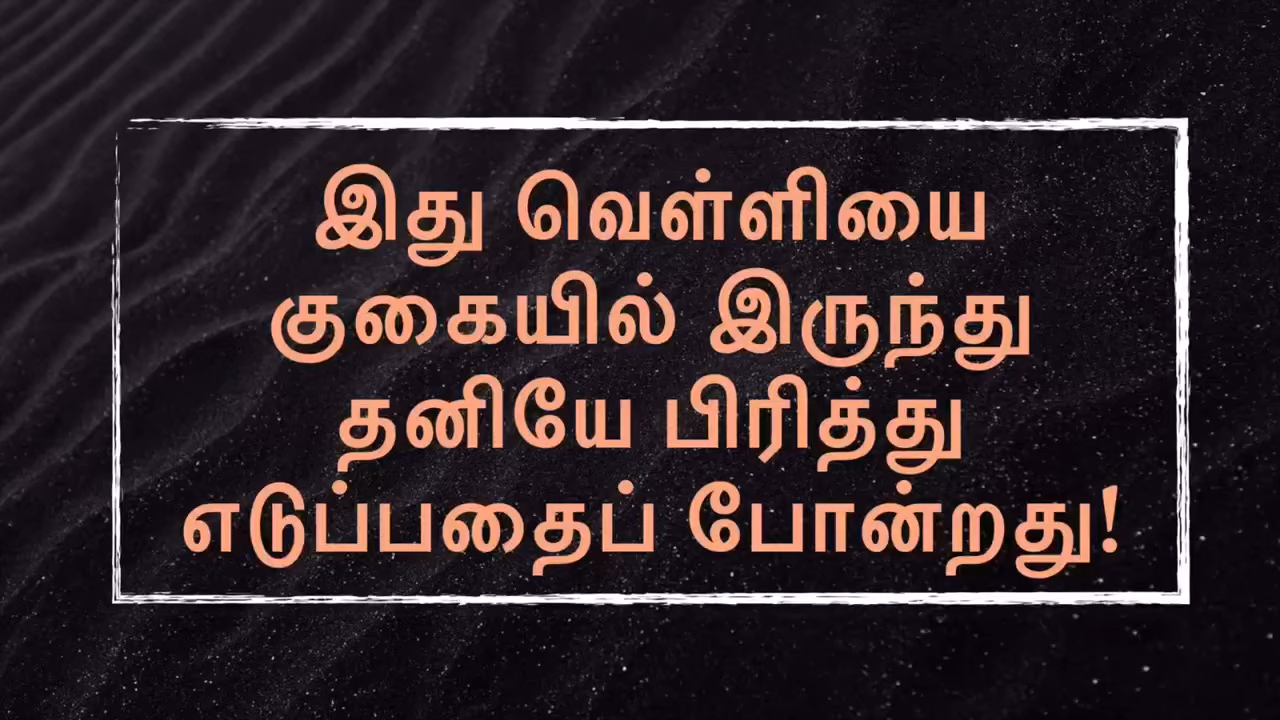 இது வெள்ளியை
குகையில் இருந்து
தனியே பிரித்து
எடுப்பதைப் போன்றது!